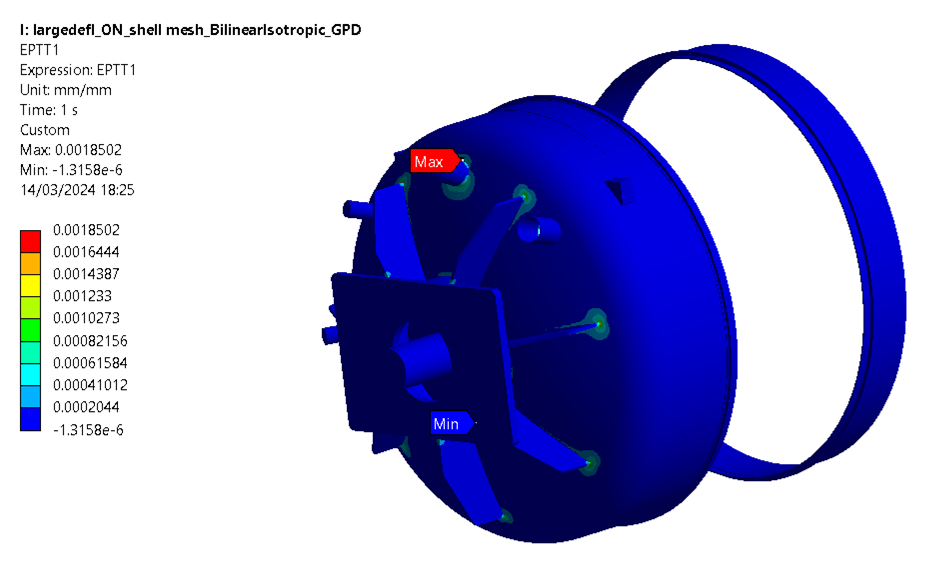 I: largedefl_ON_shell mesh_BilinearIsotropic_GPD
EPTT1
Expression: EPTT1
Unit: mm/mm
Time: 1 s
Custom
Max: 0.0018502
Min: -1.3158e-6
14/03/2024 18:25
0.0018502
0.0016444
0.0014387
0.001233
0.0010273
0.00082156
0.00061584
0.00041012
0.0002044
-1.3158e-6
Max
Min